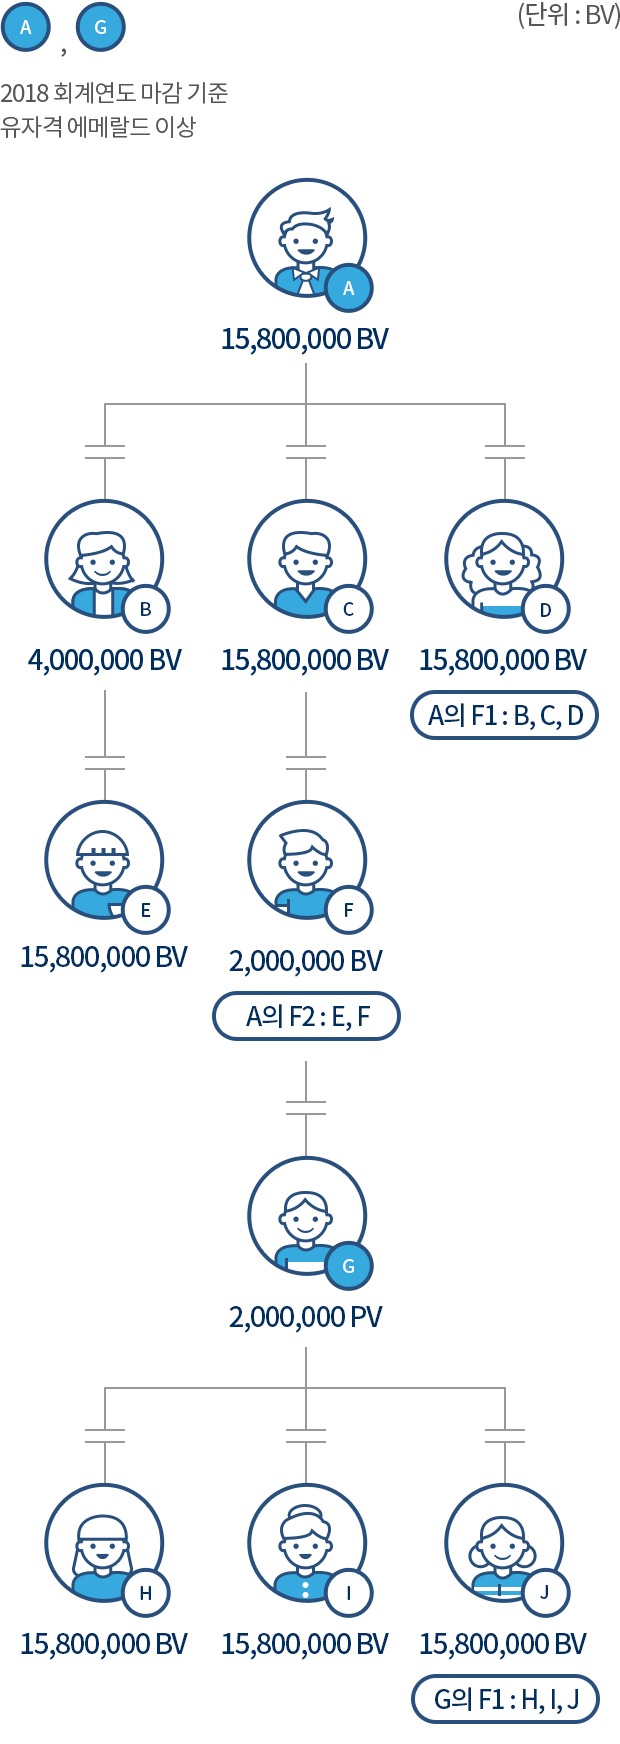 A , G
(단위 : BV)
2018 회계연도 마감 기준
유자격 에메랄드 이상
A
15,800,000 BV
B
C
D
4,000,000 BV
15,800,000 BV
15,800,000 BV
A의 F1 : B, C, D
E
F
15,800,000 BV
2,000,000 BV
A의 F2 : E, F
G
2,000,000 PV
H
I
J
15,800,000 BV
15,800,000 BV
15,800,000 BV
G의 F1 : H, I, J